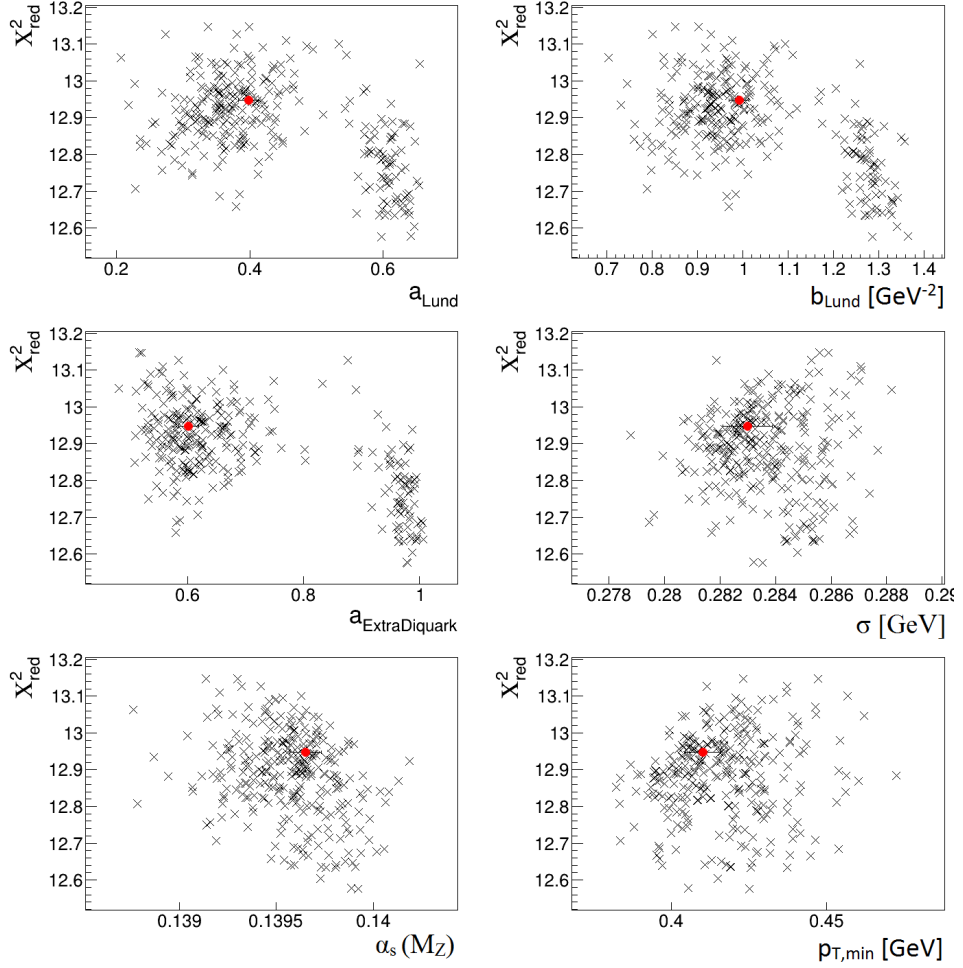 X²red
13.2
13.1
13
12.9
12.8
12.7
12.6
0.2 0.4 0.6
aLund
X²red
13.2
13.1
13
12.9
12.8
12.7
12.6
0.7 0.8 0.9 1 1.1 1.2 1.3 1.4
bLund [GeV⁻²]
X²red
13.2
13.1
13
12.9
12.8
12.7
12.6
0.6 0.8 1
aExtraDiquark
X²red
13.2
13.1
13
12.9
12.8
12.7
12.6
0.278 0.28 0.282 0.284 0.286 0.288 0.29
σ [GeV]
X²red
13.2
13.1
13
12.9
12.8
12.7
12.6
0.139 0.1395 0.14
αs (MZ)
X²red
13.2
13.1
13
12.9
12.8
12.7
12.6
0.4 0.45
pT,min [GeV]